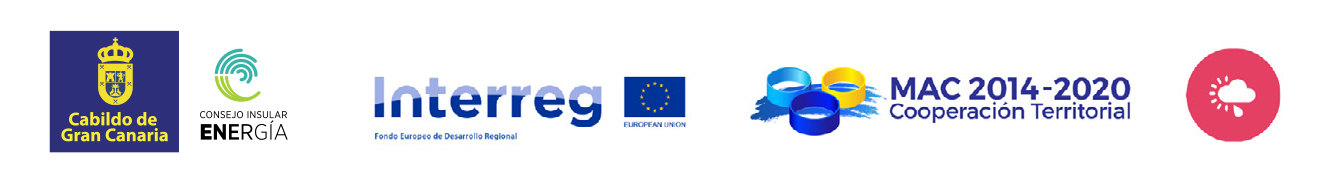 Cabildo de
Gran Canaria
CONSEJO INSULAR
ENERGÍA
Interreg
Fondo Europeo de Desarrollo Regional
EUROPEAN UNION
MAC 2014-2020
Cooperación Territorial